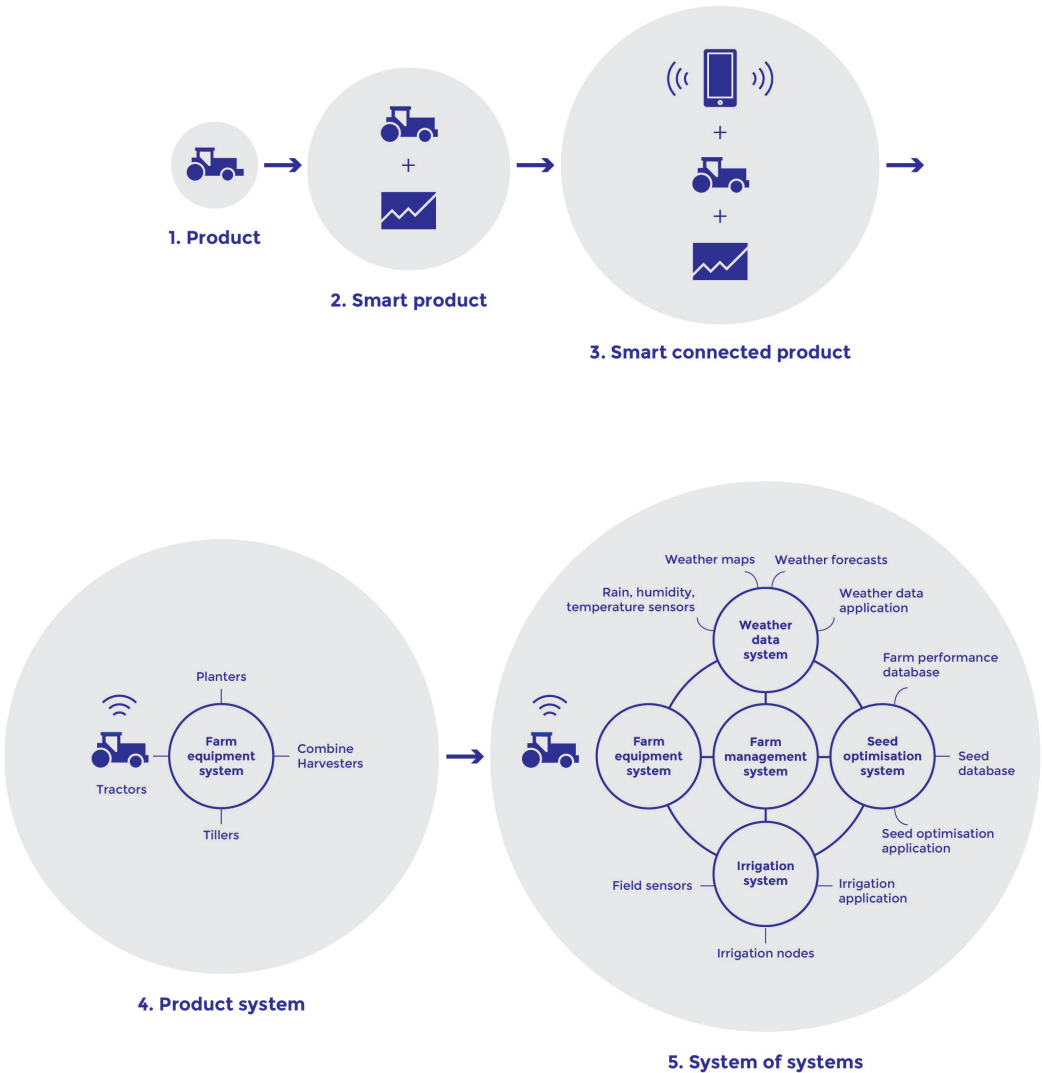 1. Product
2. Smart product
3. Smart connected product
+
+
+
Planters
Farm
equipment
system
Combine
Harvesters
Tractors
Tillers
4. Product system
Weather maps
Weather forecasts
Rain, humidity,
temperature sensors
Weather data
application
Weather
data
system
Farm performance
database
Farm
equipment
system
Farm
management
system
Seed
optimisation
system
Seed
database
Seed optimisation
application
Irrigation
system
Field sensors
Irrigation
application
Irrigation nodes
5. System of systems